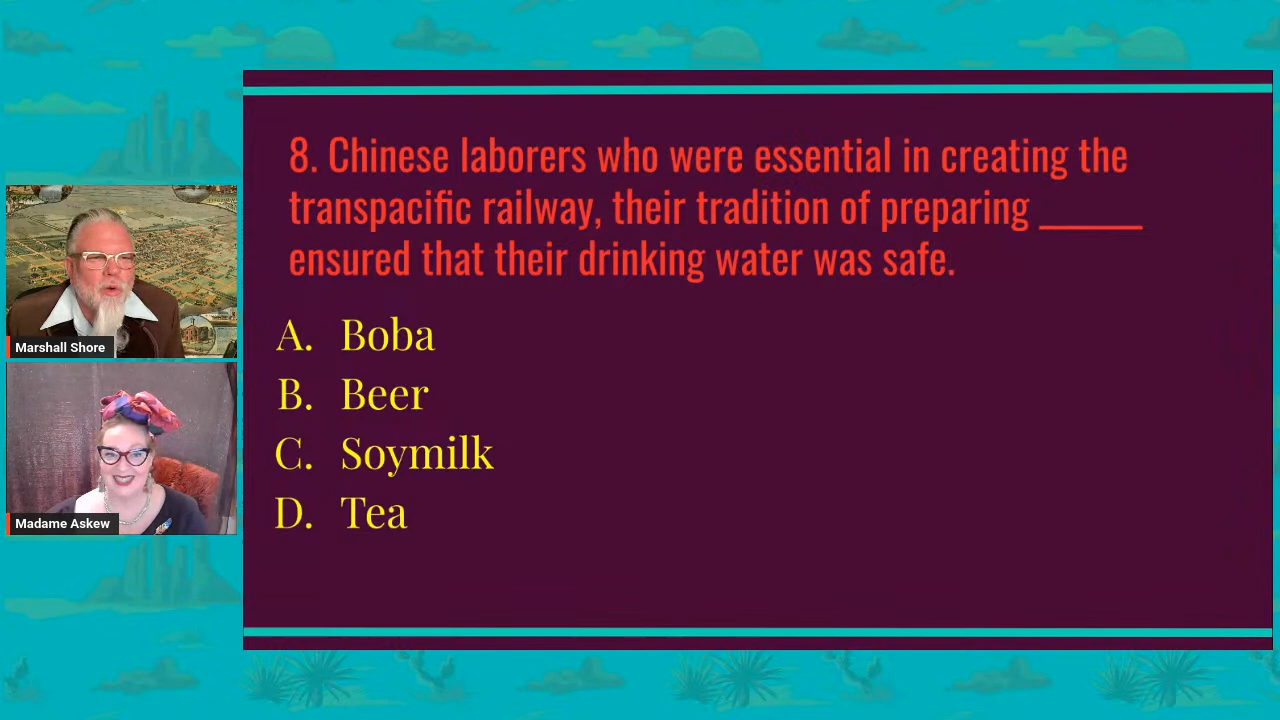 8. Chinese laborers who were essential in creating the
transpacific railway, their tradition of preparing ______
ensured that their drinking water was safe.
A. Boba
B. Beer
C. Soymilk
D. Tea
Marshall Shore
Madame Askew